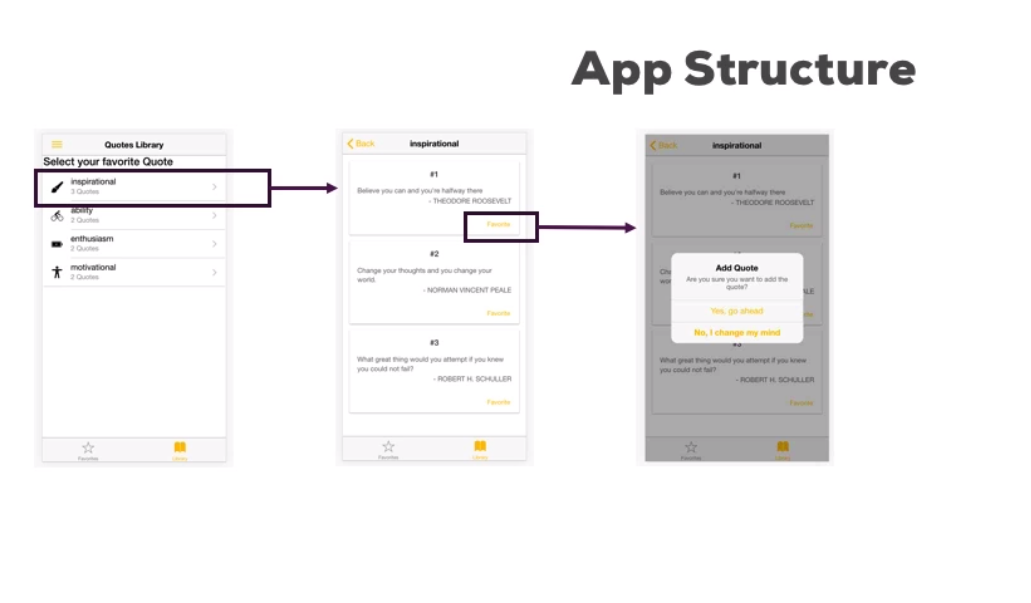 App Structure
Quotes Library
Select your favorite Quote
inspirational
3 Quotes
ability
2 Quotes
enthusiasm
2 Quotes
motivational
2 Quotes
Favorites
Library
Back
inspirational
#1
Believe you can and you're halfway there
- THEODORE ROOSEVELT
Favorite
#2
Change your thoughts and you change your
world.
- NORMAN VINCENT PEALE
Favorite
#3
What great thing would you attempt if you knew
you could not fail?
- ROBERT H. SCHULLER
Favorite
Favorites
Library
Back
inspirational
#1
Believe you can and you're halfway there
- THEODORE ROOSEVELT
Favorite
Add Quote
Are you sure you want to add the
quote?
Yes, go ahead
No, I change my mind
#3
What great thing would you attempt if you knew
you could not fail?
- ROBERT H. SCHULLER
Favorite
Favorites
Library